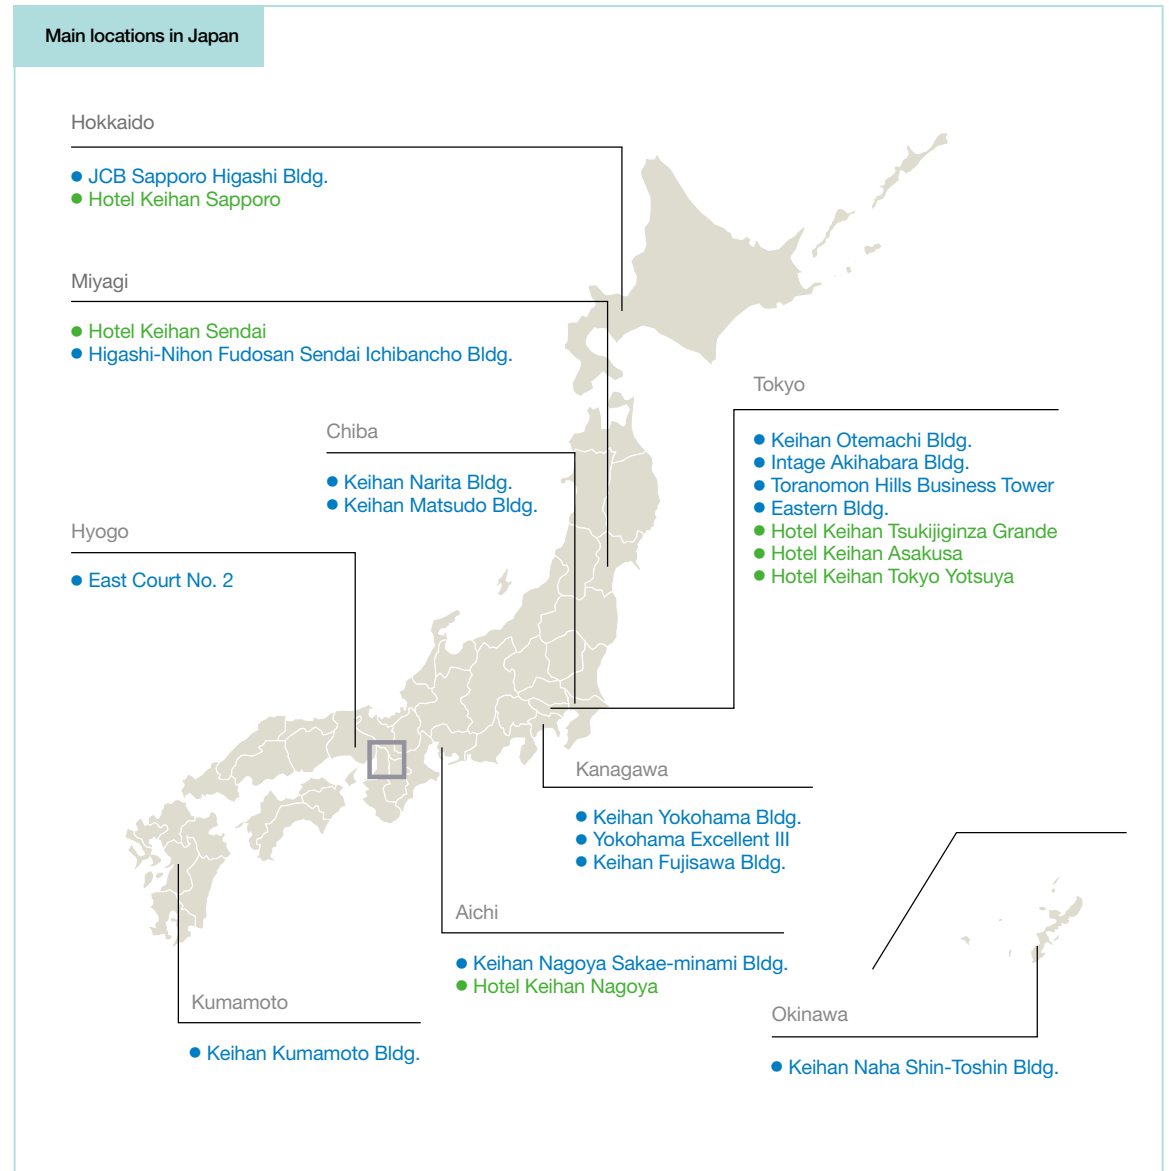 Main locations in Japan
Hokkaido
JCB Sapporo Higashi Bldg.
Hotel Keihan Sapporo
Miyagi
Hotel Keihan Sendai
Higashi-Nihon Fudosan Sendai Ichibancho Bldg.
Tokyo
Keihan Otemachi Bldg.
Intage Akihabara Bldg.
Toranomon Hills Business Tower
Eastern Bldg.
Hotel Keihan Tsukijiginza Grande
Hotel Keihan Asakusa
Hotel Keihan Tokyo Yotsuya
Chiba
Keihan Narita Bldg.
Keihan Matsudo Bldg.
Hyogo
East Court No. 2
Kanagawa
Keihan Yokohama Bldg.
Yokohama Excellent III
Keihan Fujisawa Bldg.
Aichi
Keihan Nagoya Sakae-minami Bldg.
Hotel Keihan Nagoya
Kumamoto
Keihan Kumamoto Bldg.
Okinawa
Keihan Naha Shin-Toshin Bldg.